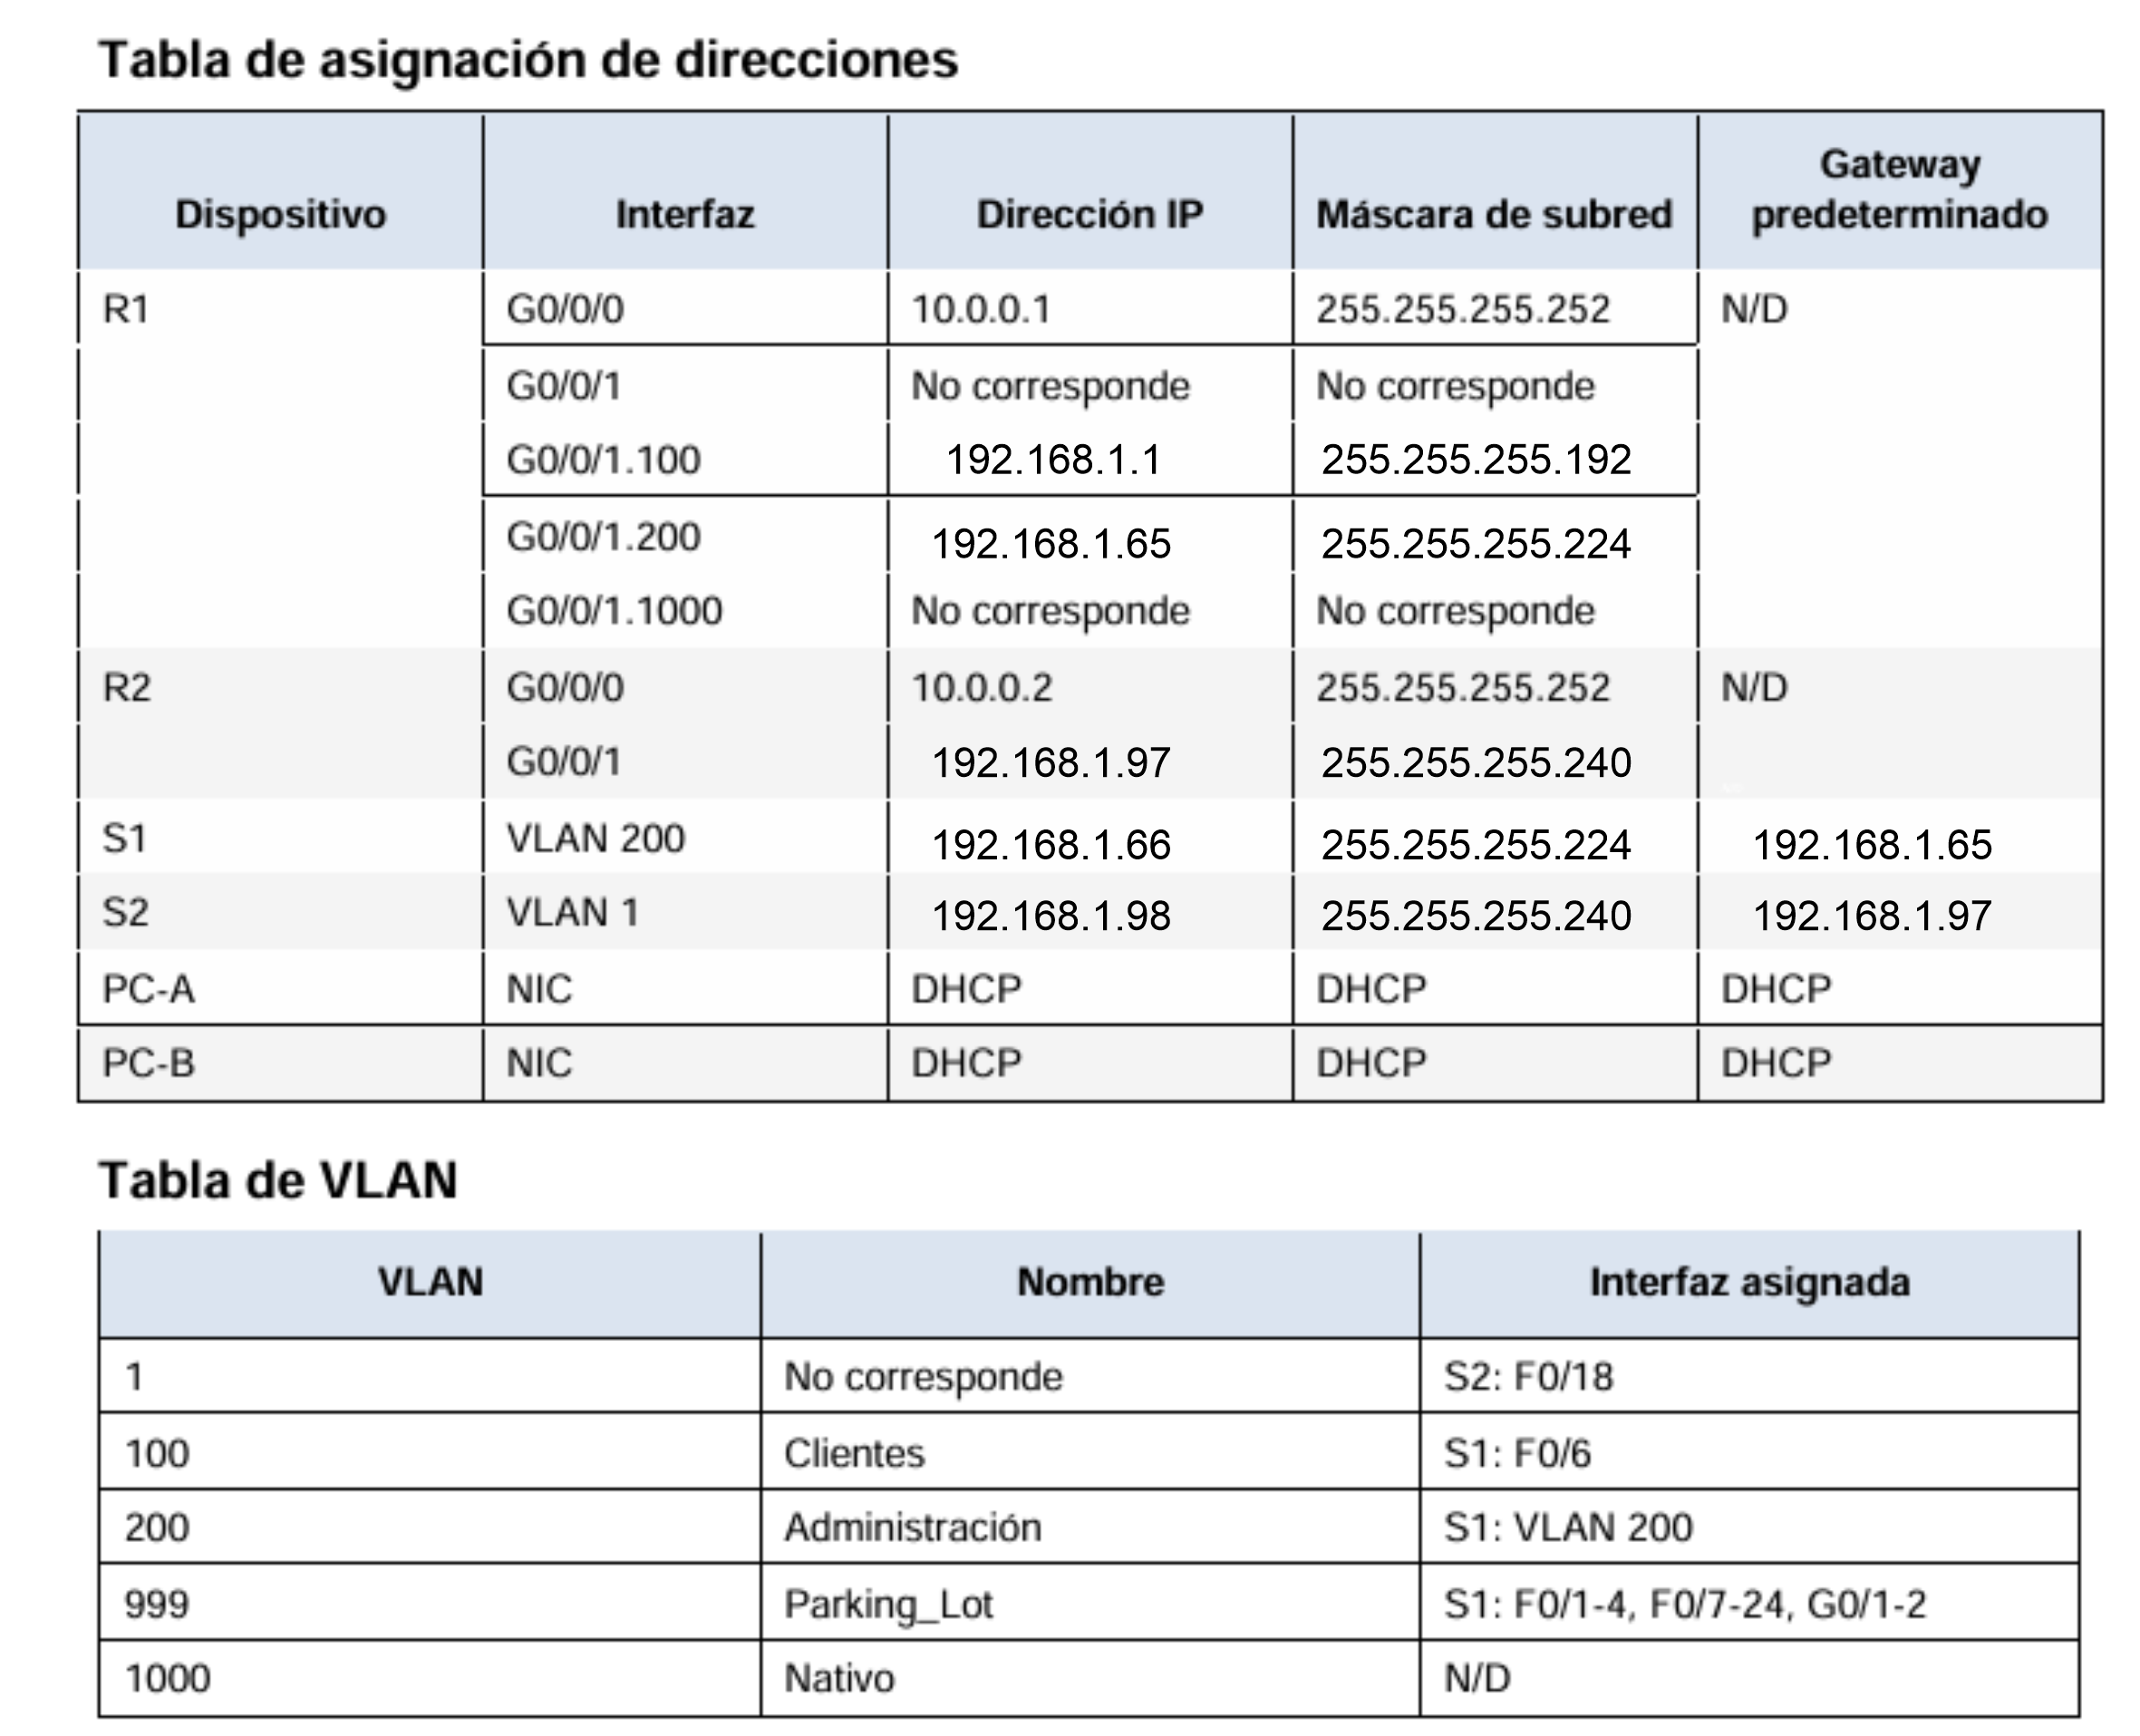 Tabla de asignación de direcciones
Dispositivo Interfaz Dirección IP Máscara de subred Gateway predeterminado
R1 G0/0/0 10.0.0.1 255.255.255.252 N/D
G0/0/1 No corresponde No corresponde
G0/0/1.100 192.168.1.1 255.255.255.192
G0/0/1.200 192.168.1.65 255.255.255.224
G0/0/1.1000 No corresponde No corresponde
R2 G0/0/0 10.0.0.2 255.255.255.252 N/D
G0/0/1 192.168.1.97 255.255.255.240
S1 VLAN 200 192.168.1.66 255.255.255.224 192.168.1.65
S2 VLAN 1 192.168.1.98 255.255.255.240 192.168.1.97
PC-A NIC DHCP DHCP DHCP
PC-B NIC DHCP DHCP DHCP
Tabla de VLAN
VLAN Nombre Interfaz asignada
1 No corresponde S2: F0/18
100 Clientes S1: F0/6
200 Administración S1: VLAN 200
999 Parking_Lot S1: F0/1-4, F0/7-24, G0/1-2
1000 Nativo N/D